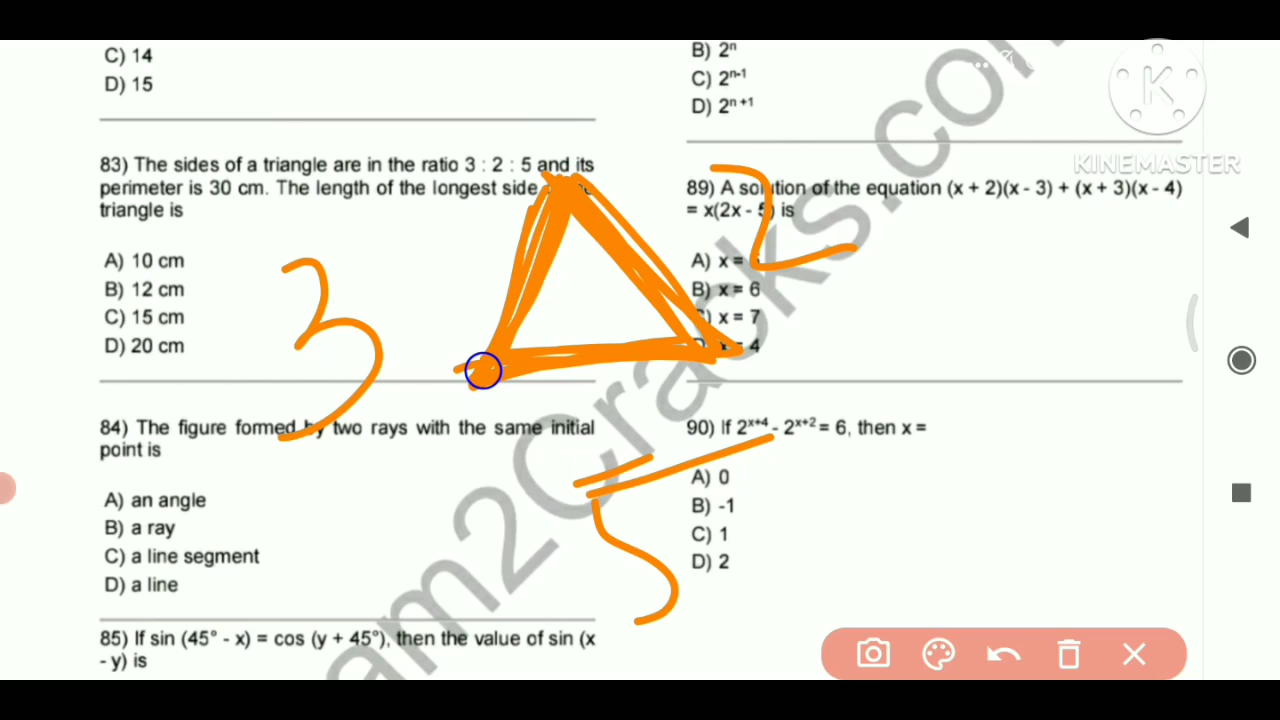 C) 14
D) 15
83) The sides of a triangle are in the ratio 3 : 2 : 5 and its
perimeter is 30 cm. The length of the longest side
triangle is
A) 10 cm
B) 12 cm
C) 15 cm
D) 20 cm
3
84) The figure formed by two rays with the same initial
point is
A) an angle
B) a ray
C) a line segment
D) a line
85) If sin (45° - x) = cos (y + 45°), then the value of sin (x
- y) is
B) 2ⁿ
C) 2ⁿ⁻¹
D) 2ⁿ⁺¹
K
KINEMASTER
89) A solution of the equation (x + 2)(x - 3) + (x + 3)(x - 4)
= x(2x - 5) is
2
A) x =
B) x = 6
C) x = 7
x = 4
90) If 2ˣ⁺⁴ - 2ˣ⁺² = 6, then x =
A) 0
B) -1
C) 1
D) 2
5
am2Cracks.com